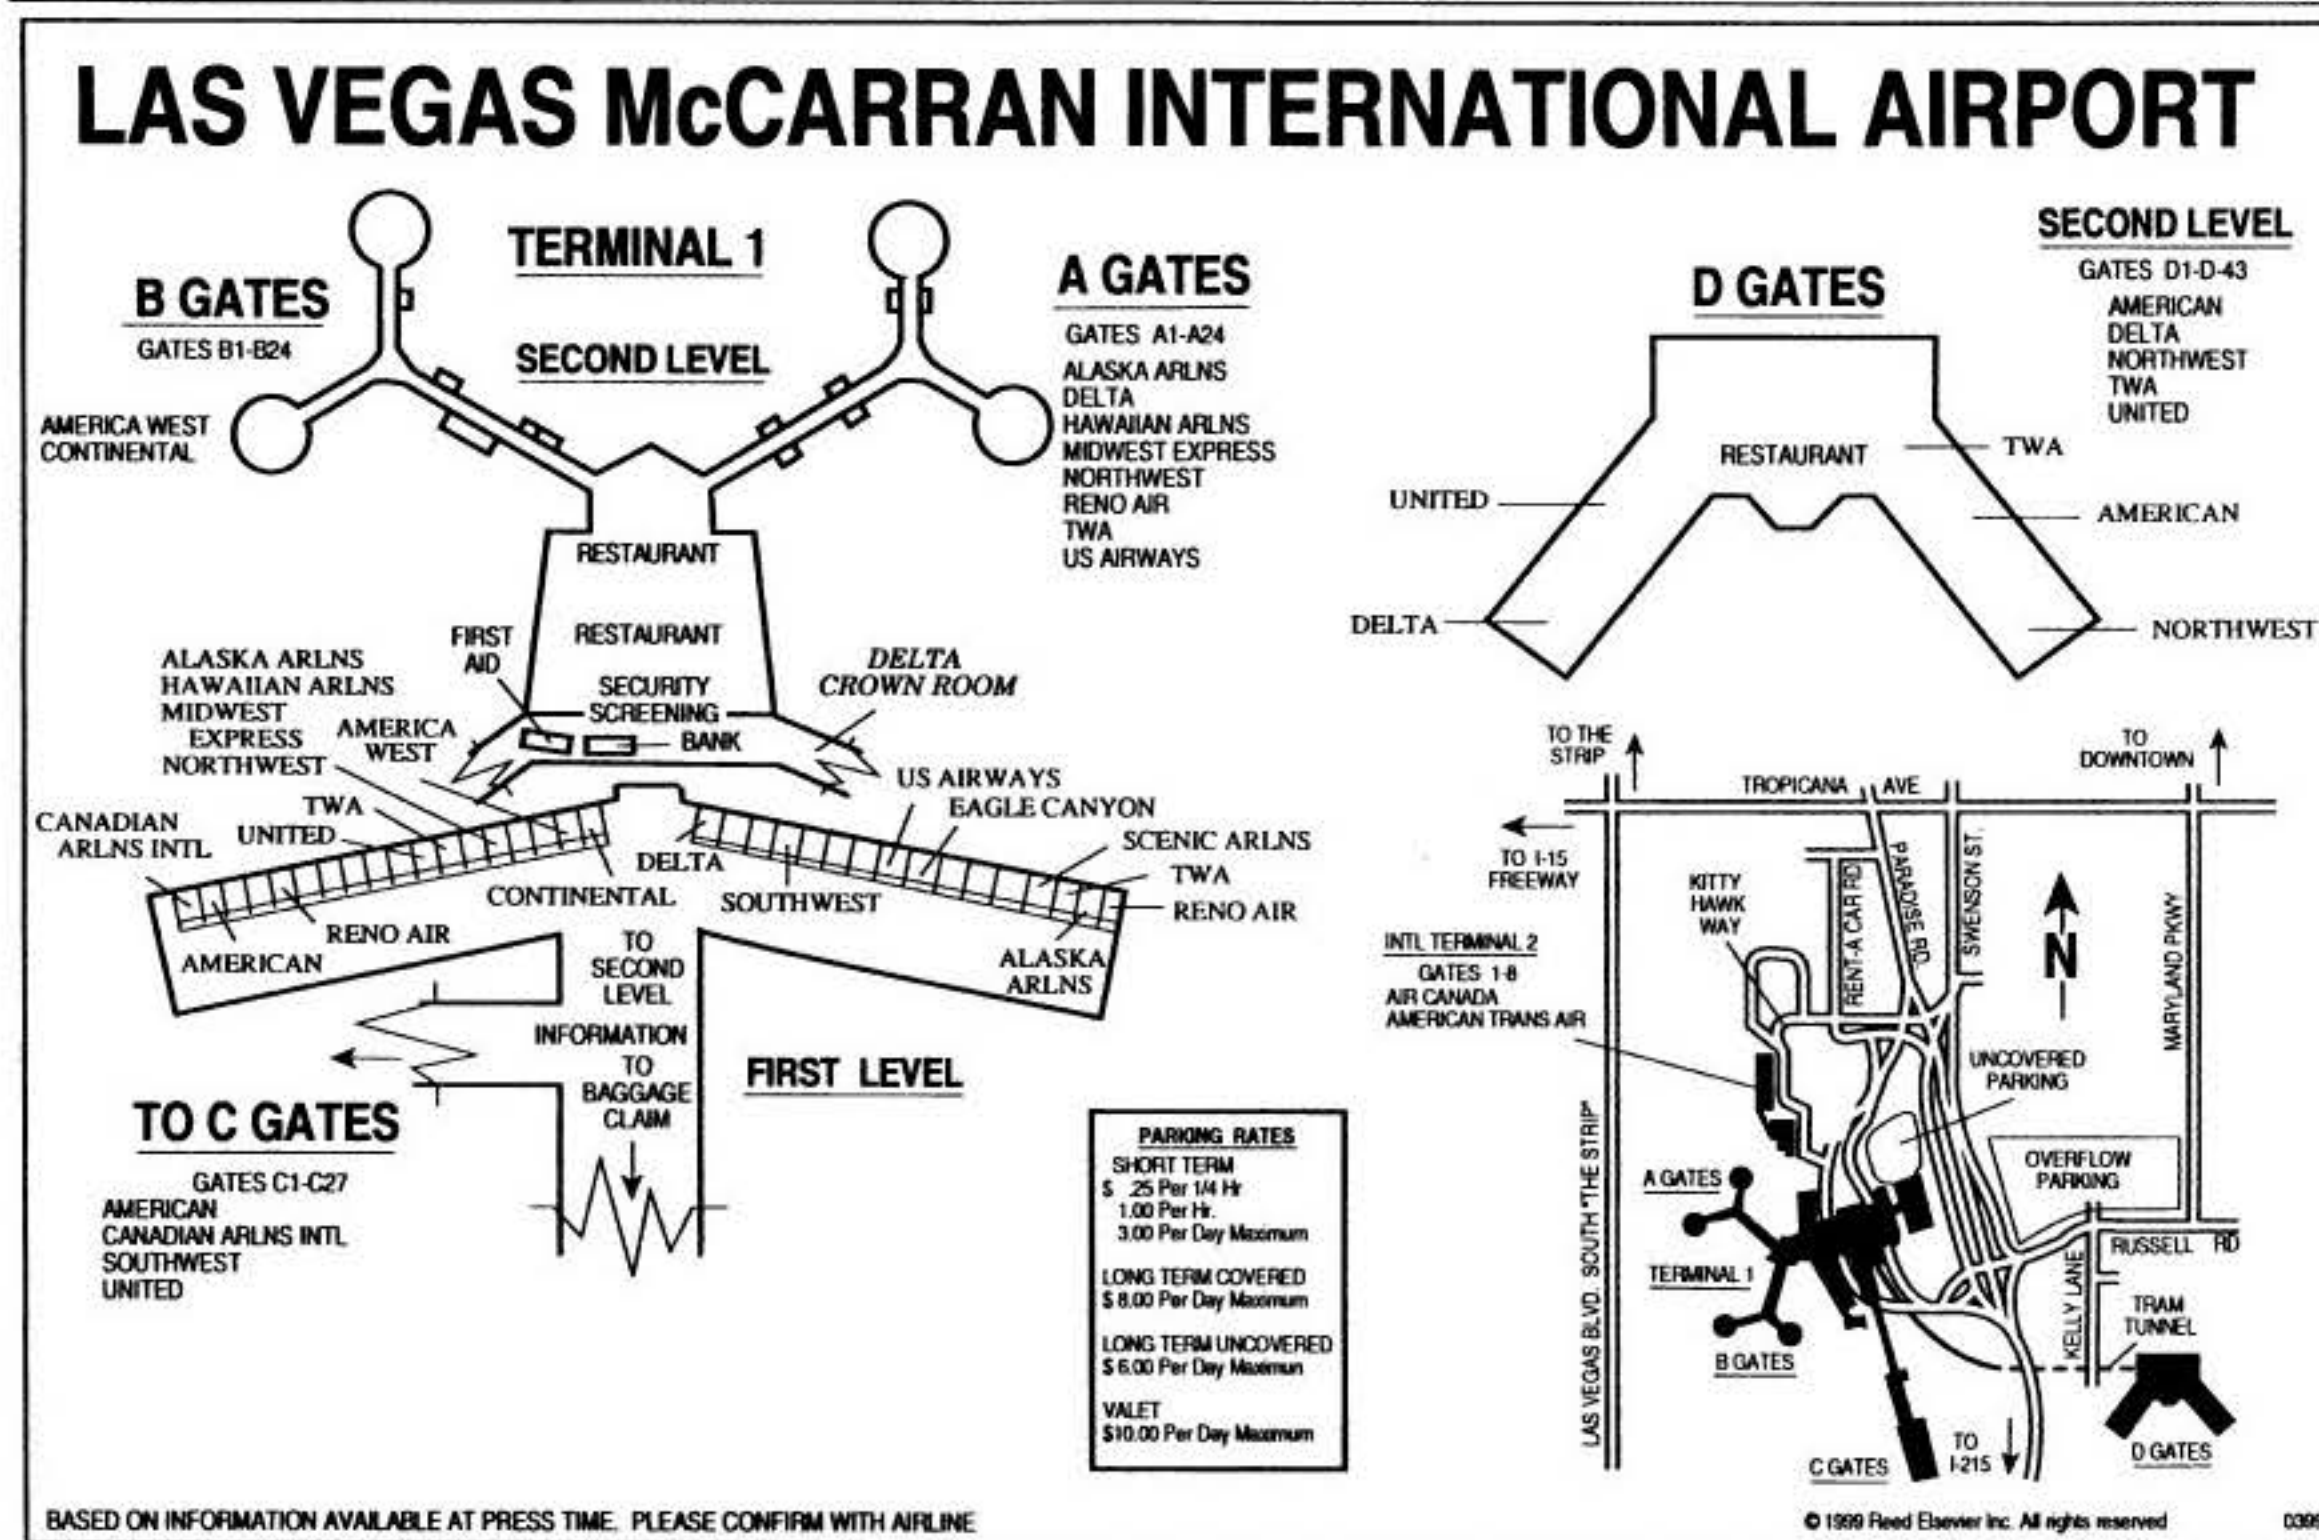 LAS VEGAS McCARRAN INTERNATIONAL AIRPORT
TERMINAL 1
SECOND LEVEL
B GATES
GATES B1-B24
AMERICA WEST
CONTINENTAL
A GATES
GATES A1-A24
ALASKA ARLNS
DELTA
HAWAIIAN ARLNS
MIDWEST EXPRESS
NORTHWEST
RENO AIR
TWA
US AIRWAYS
RESTAURANT
RESTAURANT
FIRST
AID
SECURITY
SCREENING
DELTA
CROWN ROOM
BANK
ALASKA ARLNS
HAWAIIAN ARLNS
MIDWEST
EXPRESS
NORTHWEST
AMERICA
WEST
TWA
UNITED
CANADIAN
ARLNS INTL
AMERICAN
RENO AIR
CONTINENTAL
DELTA
SOUTHWEST
US AIRWAYS
EAGLE CANYON
SCENIC ARLNS
TWA
RENO AIR
ALASKA
ARLNS
TO
SECOND
LEVEL
INFORMATION
TO
BAGGAGE
CLAIM
FIRST LEVEL
TO C GATES
GATES C1-C27
AMERICAN
CANADIAN ARLNS INTL
SOUTHWEST
UNITED
PARKING RATES
SHORT TERM
$ .25 Per 1/4 Hr
1.00 Per Hr.
3.00 Per Day Maximum
LONG TERM COVERED
$ 8.00 Per Day Maximum
LONG TERM UNCOVERED
$ 6.00 Per Day Maximun
VALET
$10.00 Per Day Maximum
D GATES
SECOND LEVEL
GATES D1-D-43
AMERICAN
DELTA
NORTHWEST
TWA
UNITED
RESTAURANT
TWA
UNITED
AMERICAN
DELTA
NORTHWEST
TO THE
STRIP
TO
DOWNTOWN
TROPICANA AVE
TO I-15
FREEWAY
KITTY
HAWK
WAY
RENT-A CAR RD
PARADISE RD.
SWENSON ST.
N
MARYLAND PKWY
INTL TERMINAL 2
GATES 1-8
AIR CANADA
AMERICAN TRANS AIR
UNCOVERED
PARKING
LAS VEGAS BLVD. SOUTH "THE STRIP"
OVERFLOW
PARKING
A GATES
TERMINAL 1
B GATES
RUSSELL RD
KELLY LANE
TRAM
TUNNEL
C GATES
TO
I-215
D GATES
BASED ON INFORMATION AVAILABLE AT PRESS TIME. PLEASE CONFIRM WITH AIRLINE
© 1999 Reed Elsevier Inc. All rights reserved
0399